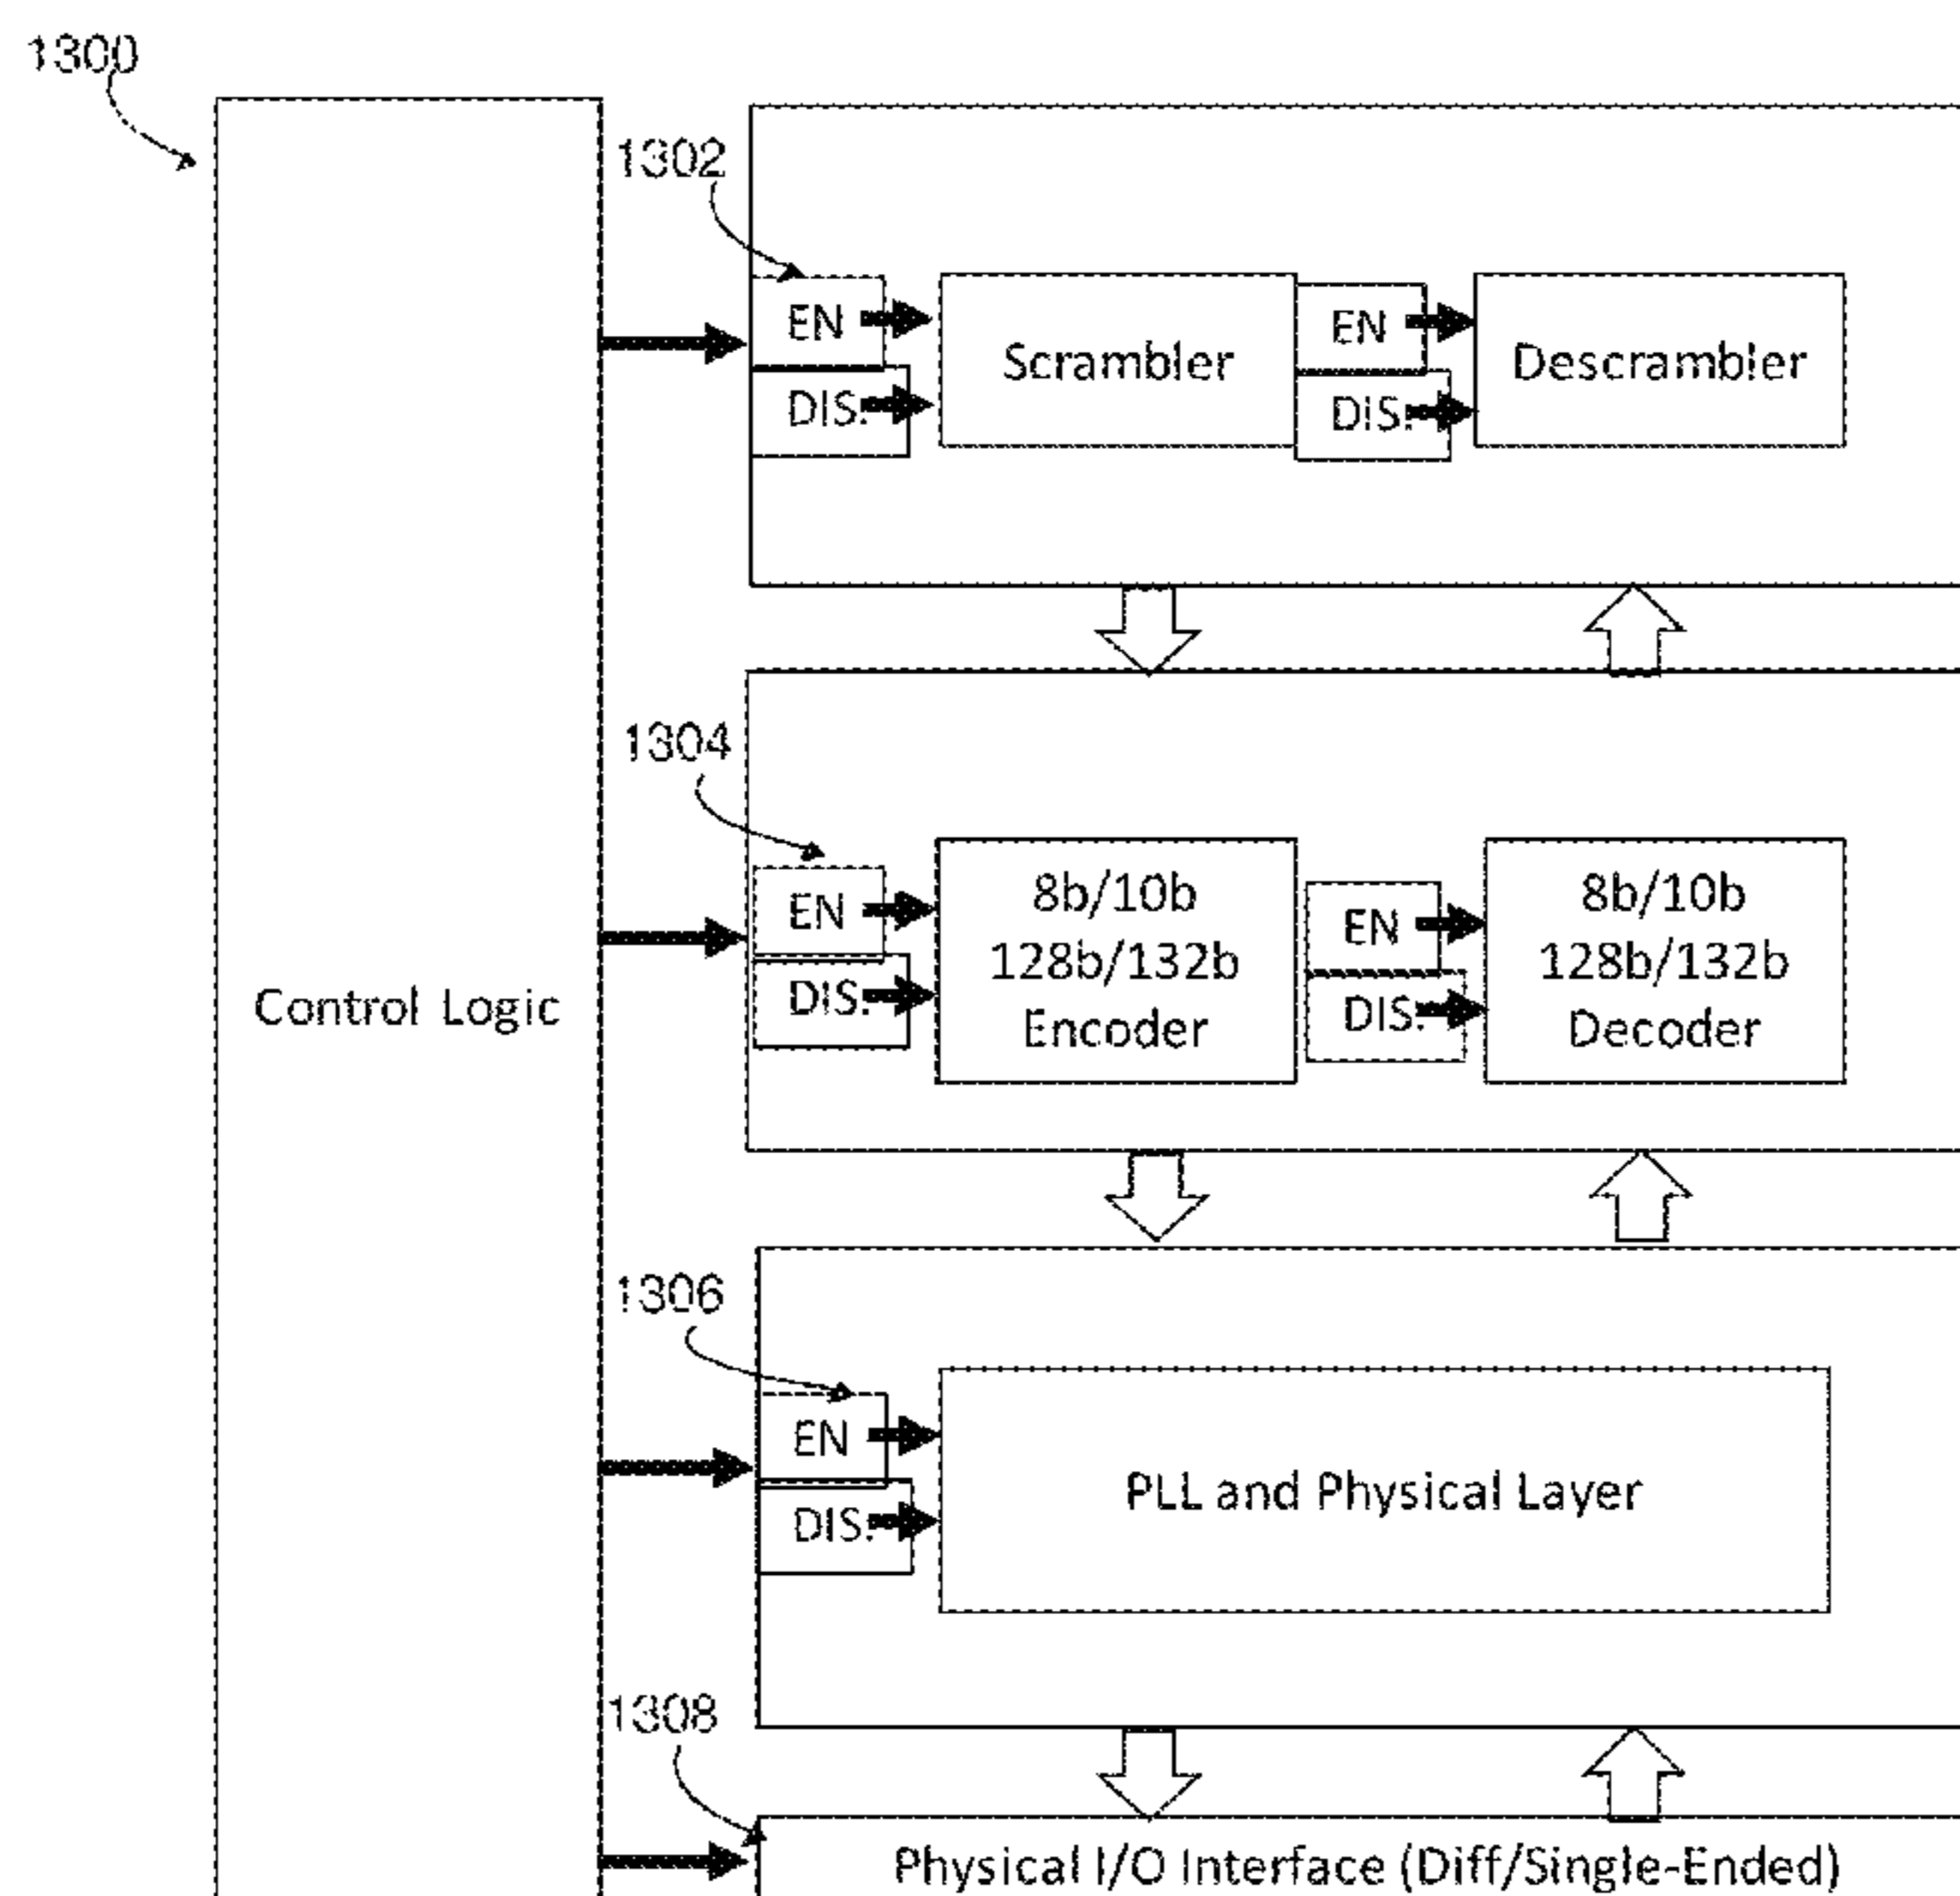 1300
1302
EN
DIS.
Scrambler
EN
DIS.
Descrambler
1304
EN
DIS.
8b/10b
128b/132b
Encoder
EN
DIS.
8b/10b
128b/132b
Decoder
Control Logic
1306
EN
DIS.
PLL and Physical Layer
1308
Physical I/O Interface (Diff/Single-Ended)